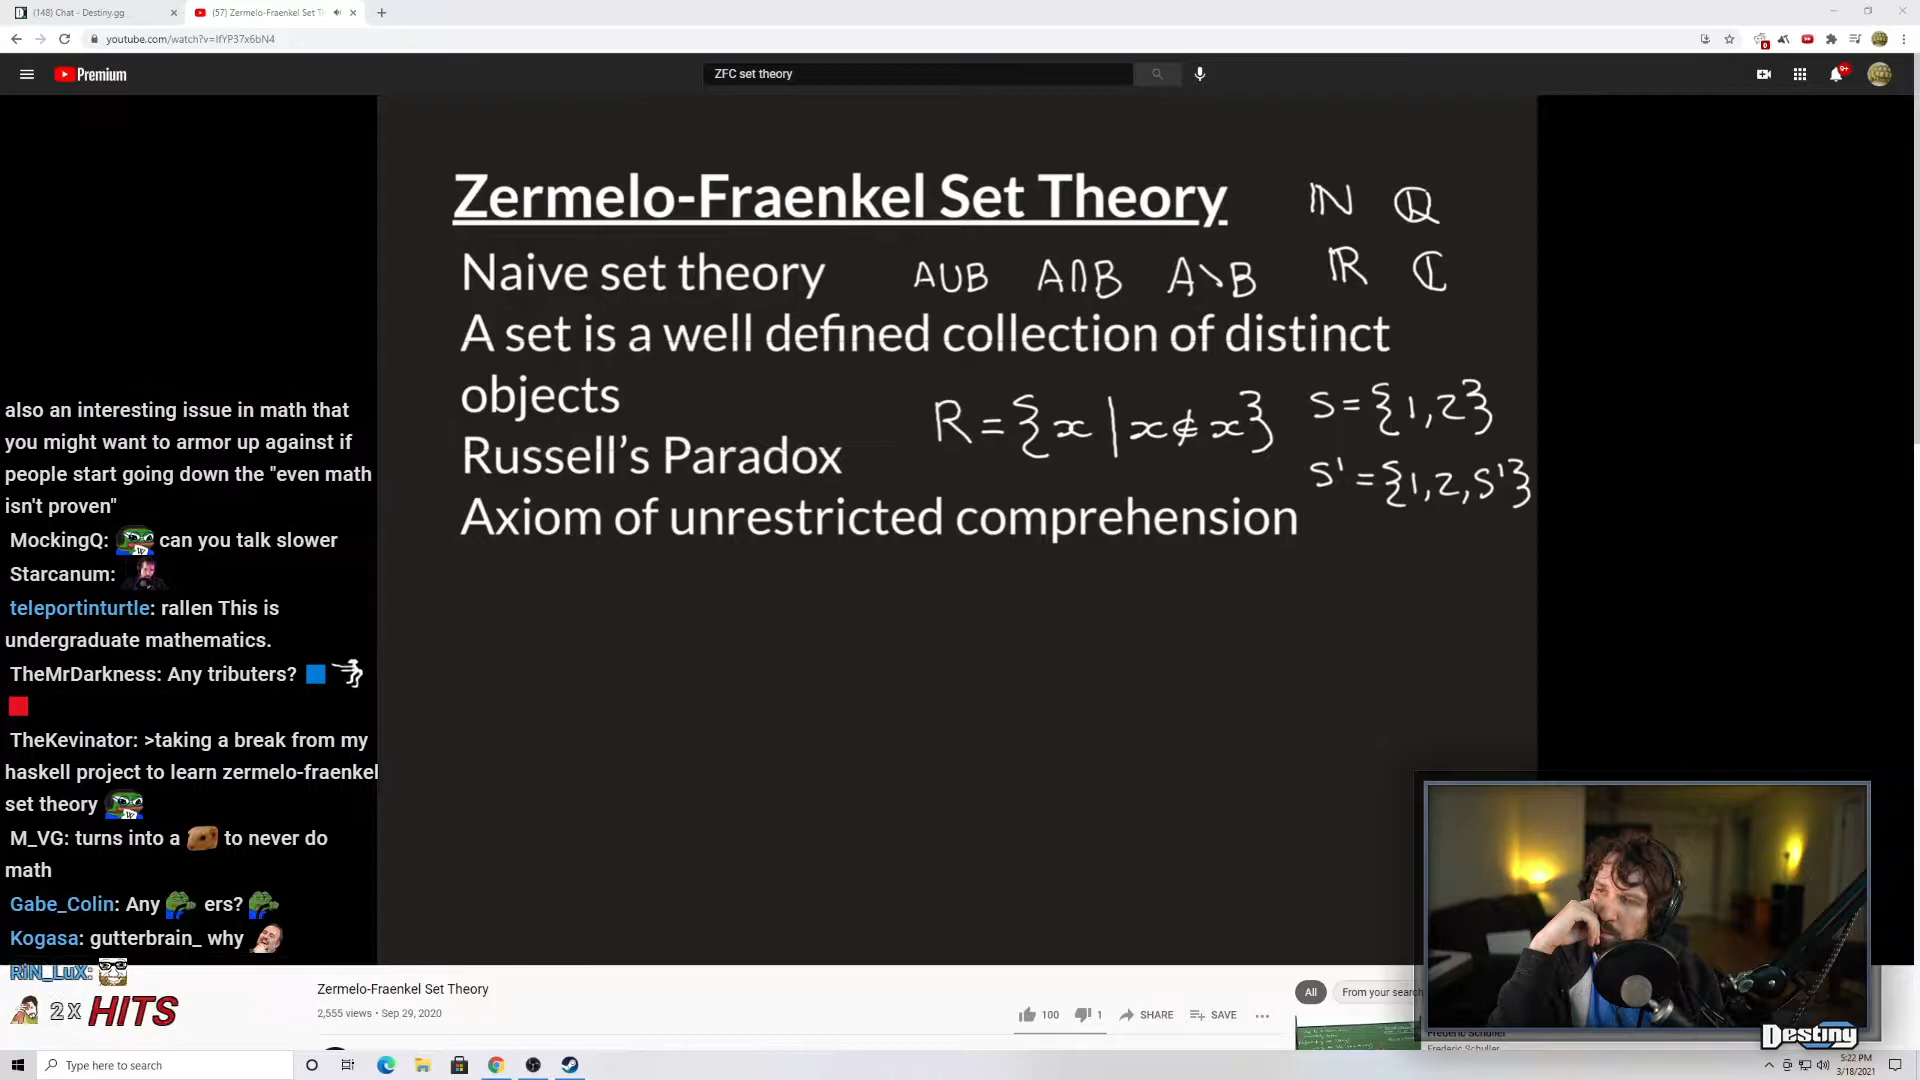 (148) Chat - Destiny.gg
(57) Zermelo-Fraenkel Set T
youtube.com/watch?v=IfYP37x6bN4
Premium
ZFC set theory
9+
Zermelo-Fraenkel Set Theory
ℕ ℚ
Naive set theory A∪B A∩B A∖B ℝ ℂ
A set is a well defined collection of distinct
objects
R={x|x∉x} S={1,2}
Russell's Paradox
S'={1,2,S'}
Axiom of unrestricted comprehension
also an interesting issue in math that
you might want to armor up against if
people start going down the "even math
isn't proven"
MockingQ: can you talk slower
Starcanum:
teleportinturtle: rallen This is
undergraduate mathematics.
TheMrDarkness: Any tributers?
TheKevinator: >taking a break from my
haskell project to learn zermelo-fraenkel
set theory
M_VG: turns into a to never do
math
Gabe_Colin: Any ers?
Kogasa: gutterbrain_ why
RiN_LuX:
2 x HITS
Zermelo-Fraenkel Set Theory
2,555 views • Sep 29, 2020
100 1 SHARE SAVE
All From your search
Frederic Schuller
Frederic Schuller
Destiny
Type here to search
5:22 PM
3/18/2021